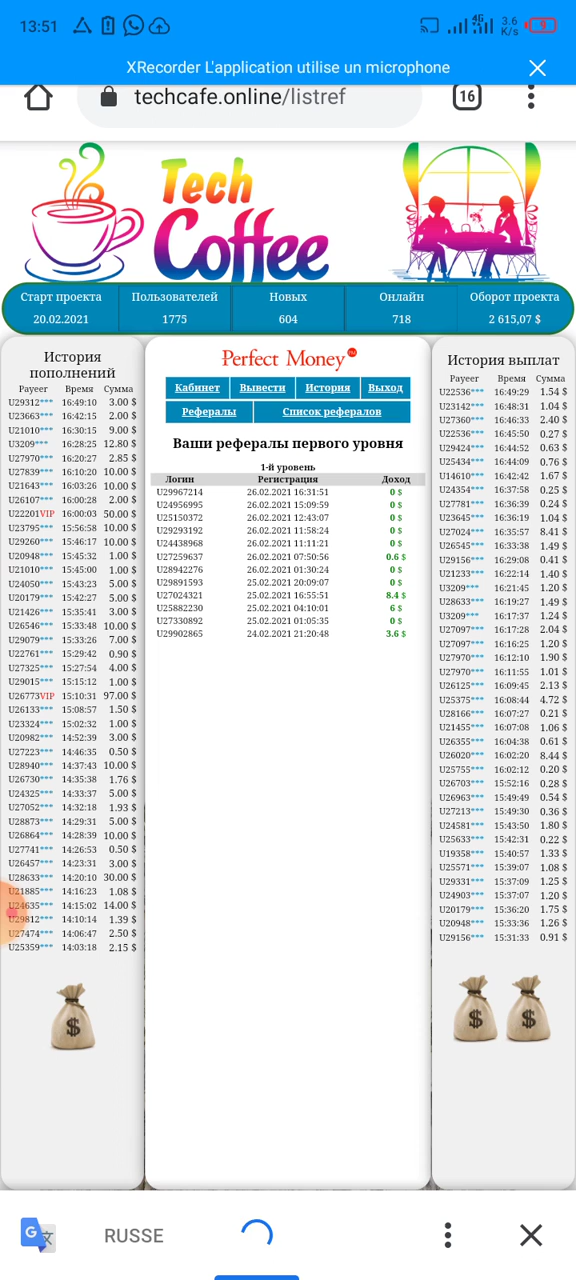 13:51
4G
3.6 K/s
9
XRecorder L'application utilise un microphone
techcafe.online/listref
16
Tech
Coffee
Старт проекта Пользователей Новых Онлайн Оборот проекта
20.02.2021 1775 604 718 2 615,07 $
История пополнений
Payeer Время Сумма
U29312*** 16:49:10 3.00 $
U23663*** 16:42:15 2.00 $
U21010*** 16:30:15 9.00 $
U3209*** 16:28:25 12.80 $
U27970*** 16:20:27 2.85 $
U27839*** 16:10:20 10.00 $
U21643*** 16:03:26 10.00 $
U26107*** 16:00:28 2.00 $
U22201VIP 16:00:03 50.00 $
U23795*** 15:56:58 10.00 $
U29260*** 15:46:17 10.00 $
U20948*** 15:45:32 1.00 $
U21010*** 15:45:00 1.00 $
U24050*** 15:43:23 5.00 $
U20179*** 15:42:27 5.00 $
U21426*** 15:35:41 3.00 $
U26546*** 15:33:48 10.00 $
U29079*** 15:33:26 7.00 $
U22761*** 15:29:42 0.90 $
U27325*** 15:27:54 4.00 $
U29015*** 15:15:12 1.00 $
U26773VIP 15:10:31 97.00 $
U26133*** 15:08:57 1.50 $
U23324*** 15:02:32 1.00 $
U20982*** 14:52:39 3.00 $
U27223*** 14:46:35 0.50 $
U28940*** 14:37:43 10.00 $
U26730*** 14:35:38 1.76 $
U24325*** 14:33:37 5.00 $
U27052*** 14:32:18 1.93 $
U28873*** 14:29:31 5.00 $
U26864*** 14:28:39 10.00 $
U27741*** 14:26:53 0.50 $
U26457*** 14:23:31 3.00 $
U28633*** 14:20:10 30.00 $
U21885*** 14:16:23 1.08 $
U24635*** 14:15:02 14.00 $
U29812*** 14:10:14 1.39 $
U27474*** 14:06:47 2.50 $
U25359*** 14:03:18 2.15 $
$
Perfect Money
Кабинет Вывести История Выход
Рефералы Список рефералов
Ваши рефералы первого уровня
1-й уровень
Логин Регистрация Доход
U29967214 26.02.2021 16:31:51 0 $
U24956995 26.02.2021 15:09:59 0 $
U25150372 26.02.2021 12:43:07 0 $
U29293192 26.02.2021 11:58:24 0 $
U24438968 26.02.2021 11:11:21 0 $
U27259637 26.02.2021 07:50:56 0.6 $
U28942276 26.02.2021 01:30:24 0 $
U29891593 25.02.2021 20:09:07 0 $
U27024321 25.02.2021 16:55:51 8.4 $
U25882230 25.02.2021 04:10:01 6 $
U27330892 25.02.2021 01:05:35 0 $
U29902865 24.02.2021 21:20:48 3.6 $
История выплат
Payeer Время Сумма
U22536*** 16:49:29 1.54 $
U23142*** 16:48:31 1.04 $
U27360*** 16:46:33 2.40 $
U22536*** 16:45:50 0.27 $
U29424*** 16:44:52 0.63 $
U25434*** 16:44:09 0.76 $
U14610*** 16:42:42 1.67 $
U24354*** 16:37:58 0.25 $
U27781*** 16:36:39 0.24 $
U23645*** 16:36:19 1.04 $
U27024*** 16:35:57 8.41 $
U26545*** 16:33:38 1.49 $
U29156*** 16:29:08 0.41 $
U21233*** 16:22:14 1.40 $
U3209*** 16:21:45 1.20 $
U28633*** 16:19:27 1.49 $
U3209*** 16:17:37 1.24 $
U27097*** 16:17:28 2.04 $
U27097*** 16:16:25 1.20 $
U27970*** 16:12:10 1.90 $
U27970*** 16:11:55 1.01 $
U26125*** 16:09:45 2.13 $
U25375*** 16:08:44 4.72 $
U28166*** 16:07:27 0.21 $
U21455*** 16:07:08 1.06 $
U26355*** 16:04:38 0.61 $
U26020*** 16:02:20 8.44 $
U25755*** 16:02:12 0.20 $
U26703*** 15:52:16 0.28 $
U26963*** 15:49:49 0.54 $
U27213*** 15:49:30 0.36 $
U24581*** 15:43:50 1.80 $
U25633*** 15:42:31 0.22 $
U19358*** 15:40:57 1.33 $
U25571*** 15:39:07 1.08 $
U29331*** 15:37:09 1.25 $
U24903*** 15:37:07 1.20 $
U20179*** 15:36:20 1.75 $
U20948*** 15:33:36 1.26 $
U29156*** 15:31:33 0.91 $
$ $
G 文 RUSSE